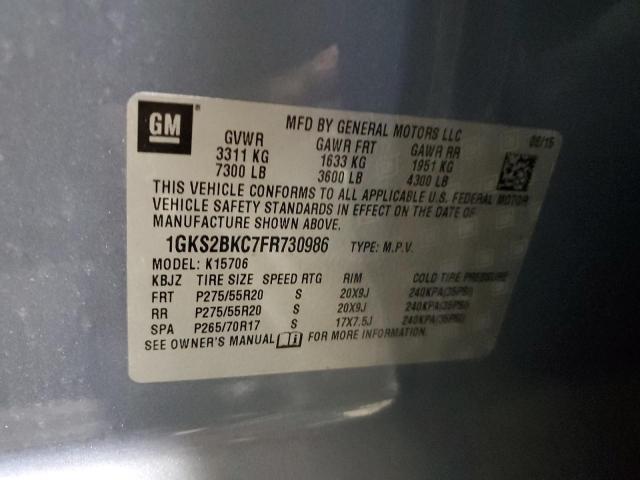 GM
MFD BY GENERAL MOTORS LLC
GVWR GAWR FRT GAWR RR
3311 KG 1633 KG 1951 KG
7300 LB 3600 LB 4300 LB
THIS VEHICLE CONFORMS TO ALL APPLICABLE U.S. FEDERAL MOTOR
VEHICLE SAFETY STANDARDS IN EFFECT ON THE DATE OF
MANUFACTURE SHOWN ABOVE.
1GKS2BKC7FR730986 TYPE: M.P.V.
MODEL: K15706
KBJZ TIRE SIZE SPEED RTG RIM COLD TIRE PRESSURE
FRT P275/55R20 S 20X9J 240KPA(35PSI)
RR P275/55R20 S 20X9J 240KPA(35PSI)
SPA P265/70R17 S 17X7.5J 240KPA(35PSI)
SEE OWNER'S MANUAL FOR MORE INFORMATION.